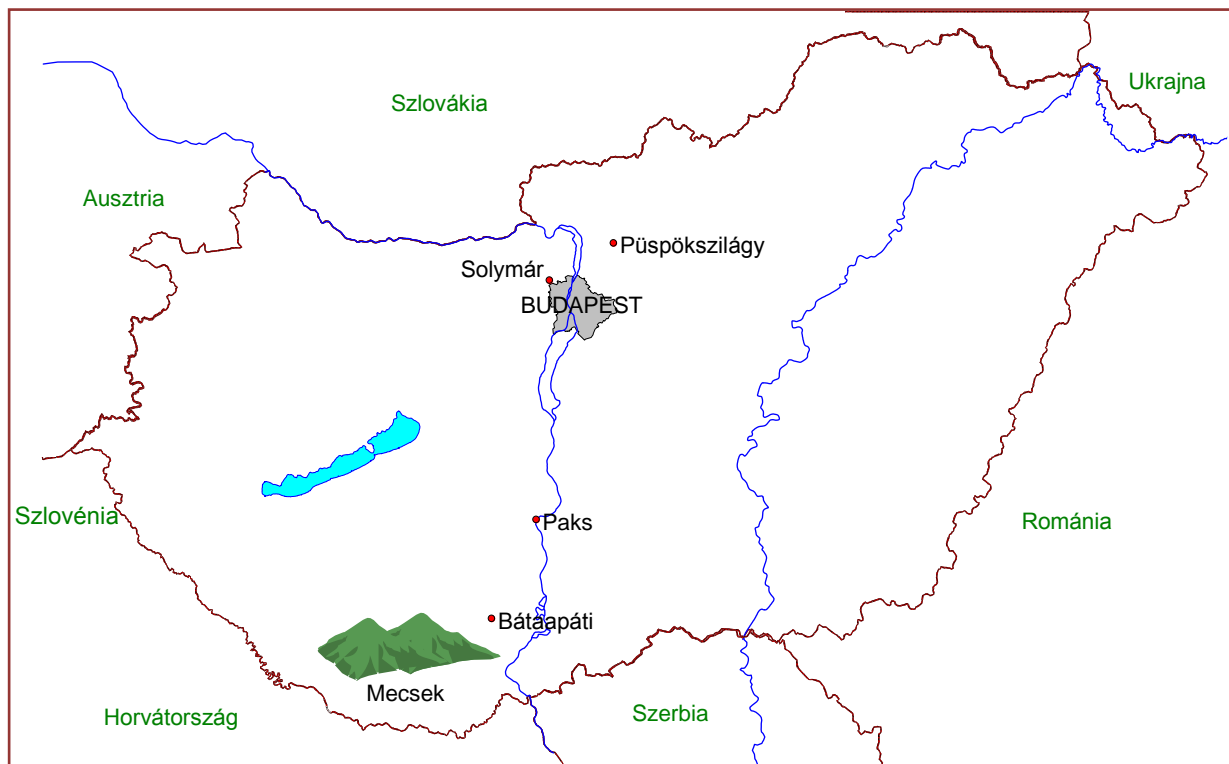 Ukrajna
Szlovákia
Ausztria
Püspökszilágy
Solymár
BUDAPEST
Szlovénia
Paks
Románia
Bátaapáti
Mecsek
Horvátország
Szerbia